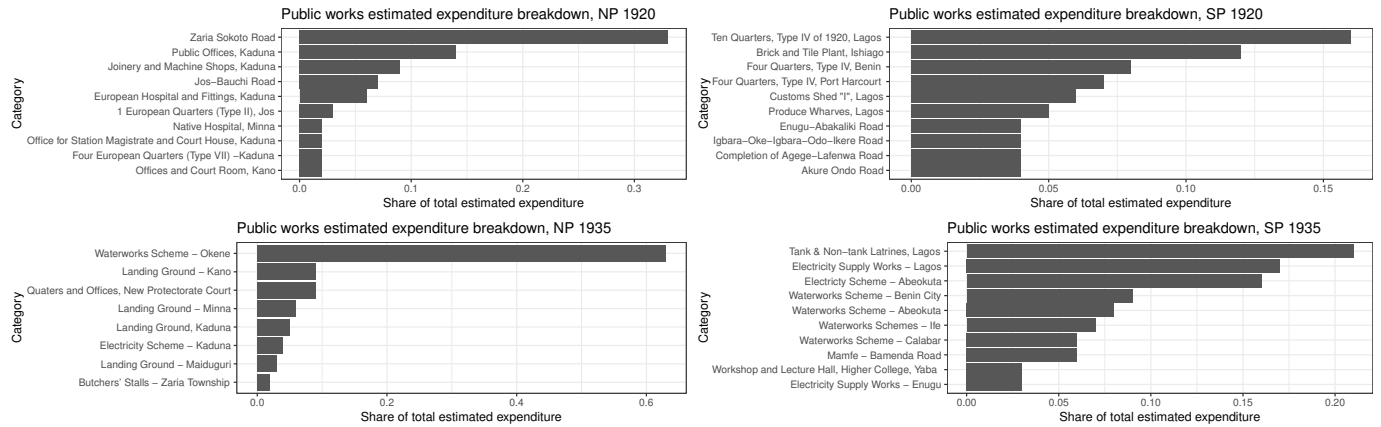 Public works estimated expenditure breakdown, NP 1920
Category
Zaria Sokoto Road
Public Offices, Kaduna
Joinery and Machine Shops, Kaduna
Jos−Bauchi Road
European Hospital and Fittings, Kaduna
1 European Quarters (Type II), Jos
Native Hospital, Minna
Office for Station Magistrate and Court House, Kaduna
Four European Quarters (Type VII) −Kaduna
Offices and Court Room, Kano
0.0 0.1 0.2 0.3
Share of total estimated expenditure
Public works estimated expenditure breakdown, SP 1920
Category
Ten Quarters, Type IV of 1920, Lagos
Brick and Tile Plant, Ishiago
Four Quarters, Type IV, Benin
Four Quarters, Type IV, Port Harcourt
Customs Shed "I", Lagos
Produce Wharves, Lagos
Enugu−Abakaliki Road
Igbara−Oke−Igbara−Odo−Ikere Road
Completion of Agege−Lafenwa Road
Akure Ondo Road
0.00 0.05 0.10 0.15
Share of total estimated expenditure
Public works estimated expenditure breakdown, NP 1935
Category
Waterworks Scheme − Okene
Landing Ground − Kano
Quaters and Offices, New Protectorate Court
Landing Ground − Minna
Landing Ground, Kaduna
Electricity Scheme − Kaduna
Landing Ground − Maiduguri
Butchers' Stalls − Zaria Township
0.0 0.2 0.4 0.6
Share of total estimated expenditure
Public works estimated expenditure breakdown, SP 1935
Category
Tank & Non−tank Latrines, Lagos
Electricity Supply Works − Lagos
Electricty Scheme − Abeokuta
Waterworks Scheme − Benin City
Waterworks Scheme − Abeokuta
Waterworks Schemes − Ife
Waterworks Scheme − Calabar
Mamfe − Bamenda Road
Workshop and Lecture Hall, Higher College, Yaba
Electricity Supply Works − Enugu
0.00 0.05 0.10 0.15 0.20
Share of total estimated expenditure